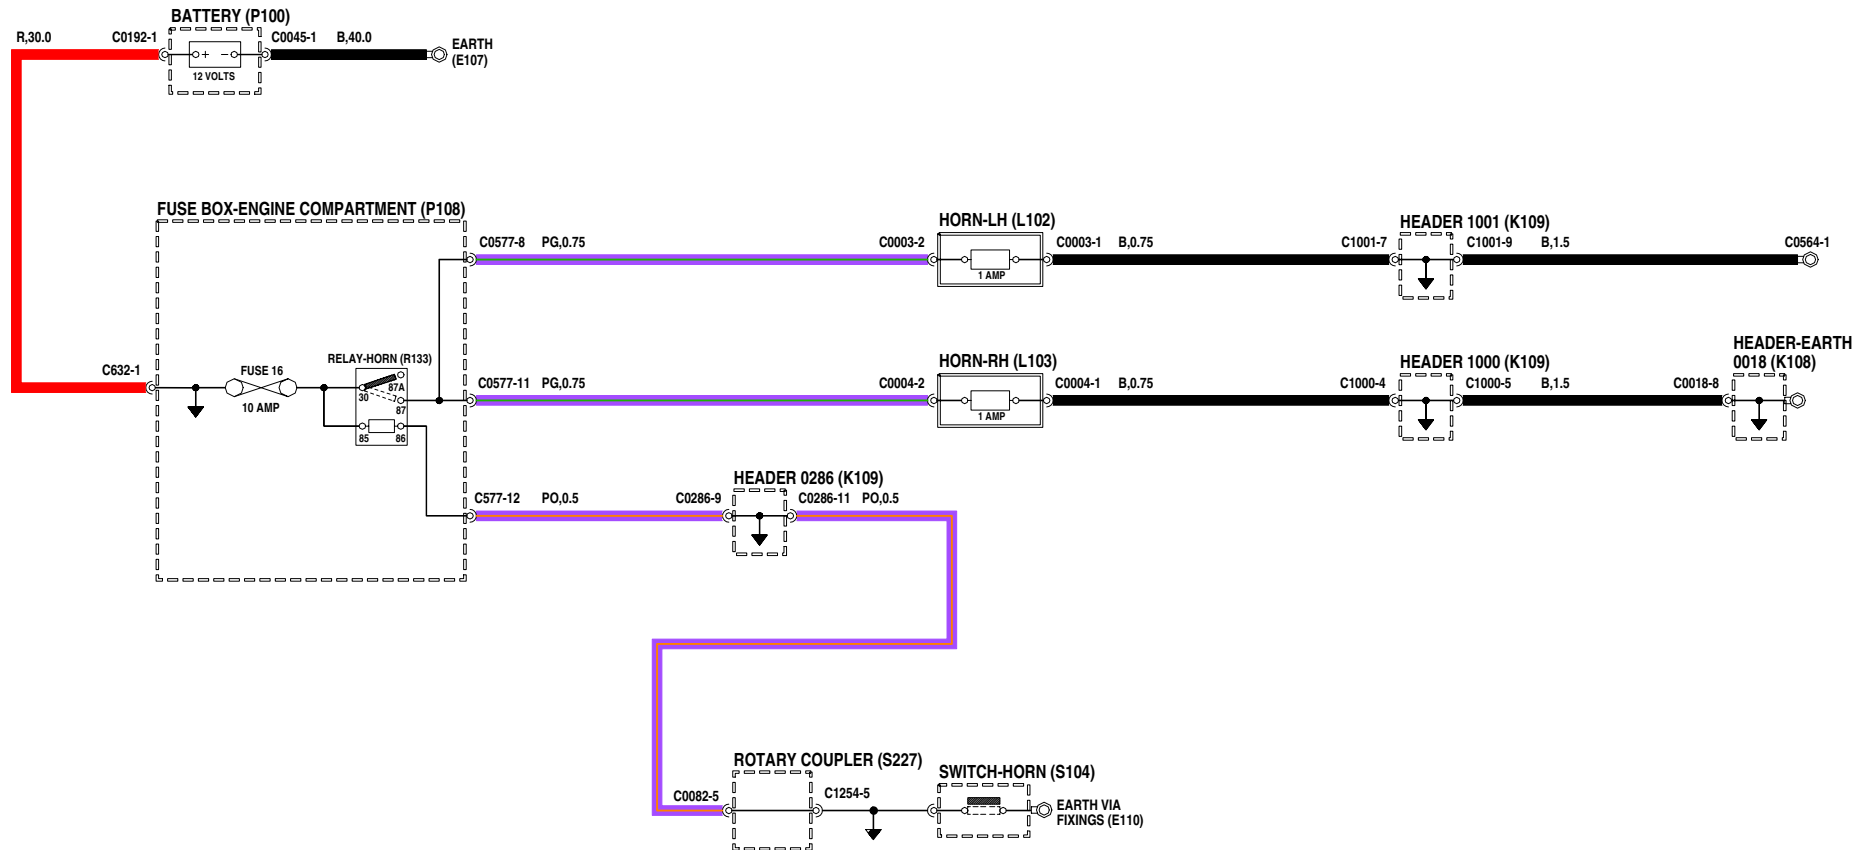 BATTERY (P100)
R,30.0
C0192-1
C0045-1
B,40.0
EARTH
(E107)
+ -
12 VOLTS
FUSE BOX-ENGINE COMPARTMENT (P108)
C0577-8
PG,0.75
C0003-2
HORN-LH (L102)
1 AMP
C0003-1
B,0.75
C1001-7
HEADER 1001 (K109)
C1001-9
B,1.5
C0564-1
C632-1
FUSE 16
10 AMP
RELAY-HORN (R133)
87A
30
87
85
86
C0577-11
PG,0.75
C0004-2
HORN-RH (L103)
1 AMP
C0004-1
B,0.75
C1000-4
HEADER 1000 (K109)
C1000-5
B,1.5
C0018-8
HEADER-EARTH
0018 (K108)
C577-12
PO,0.5
C0286-9
HEADER 0286 (K109)
C0286-11
PO,0.5
ROTARY COUPLER (S227)
C0082-5
C1254-5
SWITCH-HORN (S104)
EARTH VIA
FIXINGS (E110)